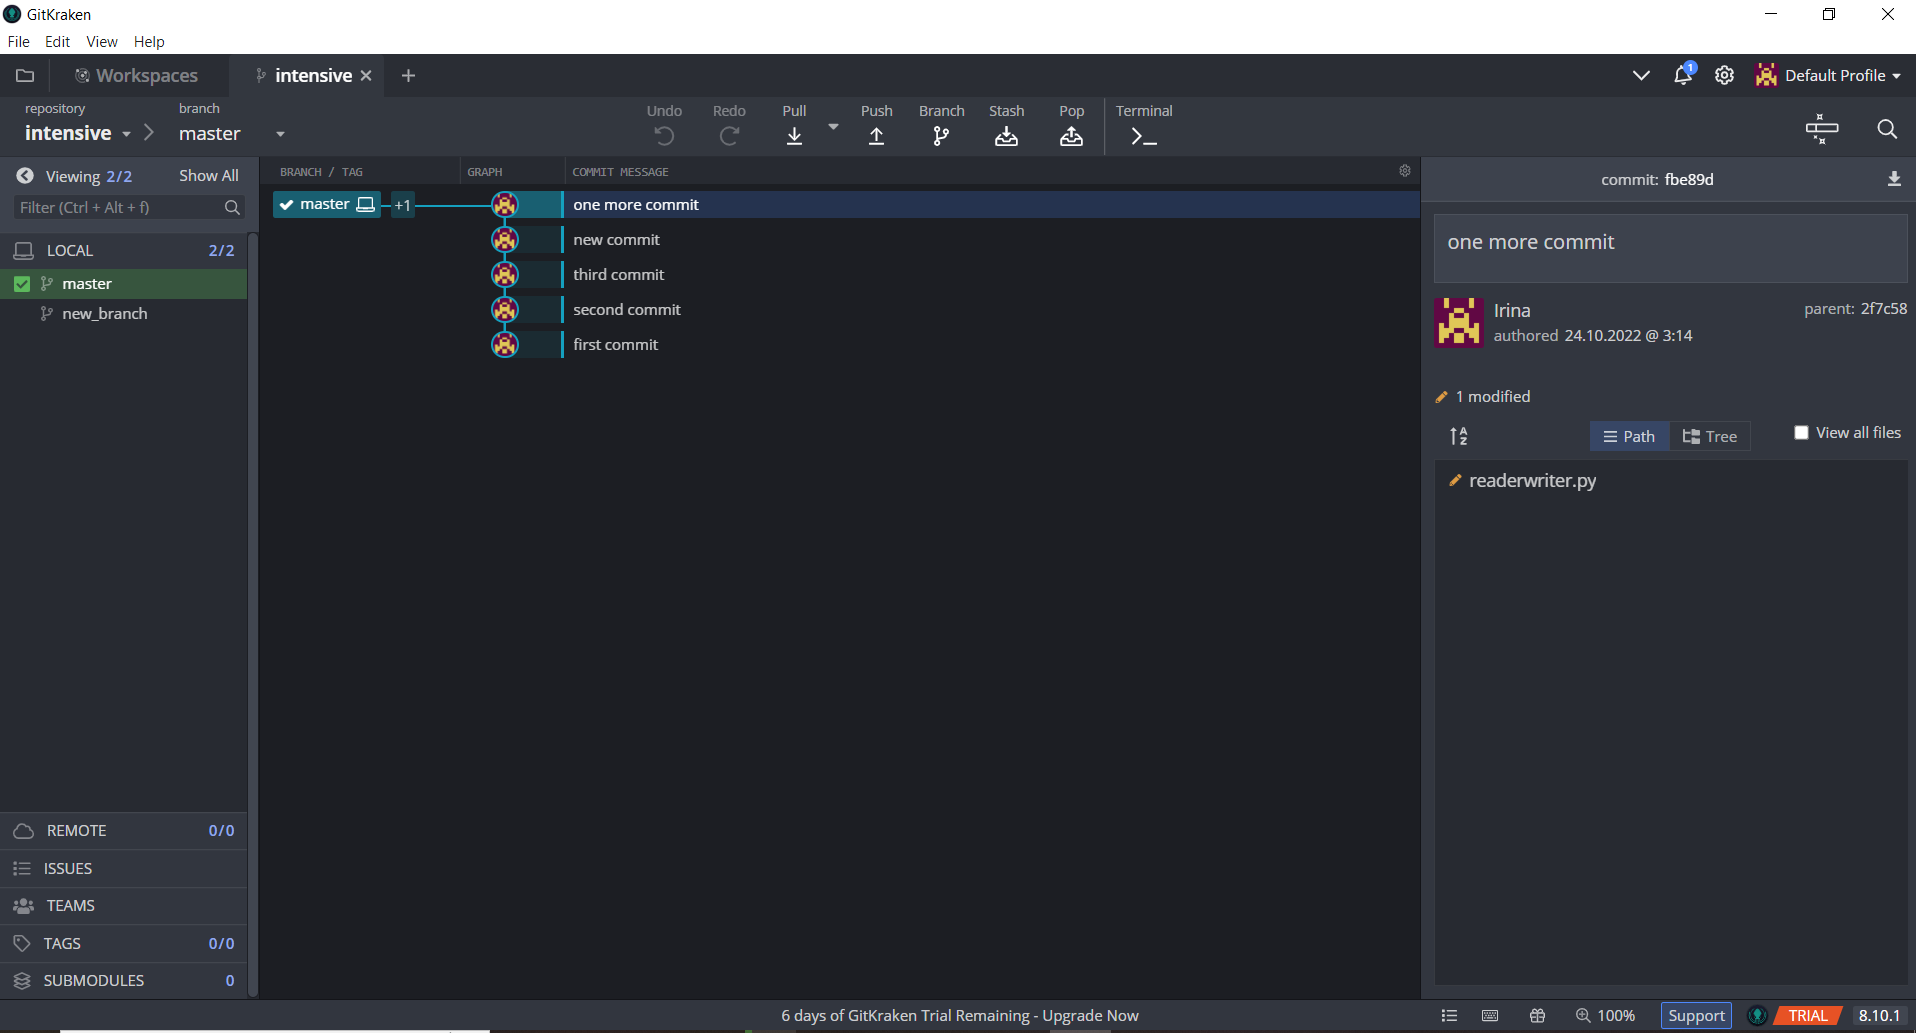 GitKraken
File Edit View Help
Workspaces
intensive
1
Default Profile
repository
intensive
branch
master
Undo
Redo
Pull
Push
Branch
Stash
Pop
Terminal
Viewing 2/2
Show All
Filter (Ctrl + Alt + f)
LOCAL 2/2
master
new_branch
REMOTE 0/0
ISSUES
TEAMS
TAGS 0/0
SUBMODULES 0
BRANCH / TAG
GRAPH
COMMIT MESSAGE
master
+1
one more commit
new commit
third commit
second commit
first commit
commit: fbe89d
one more commit
Irina
authored 24.10.2022 @ 3:14
parent: 2f7c58
1 modified
A
Z
Path
Tree
View all files
readerwriter.py
6 days of GitKraken Trial Remaining - Upgrade Now
100%
Support
TRIAL
8.10.1